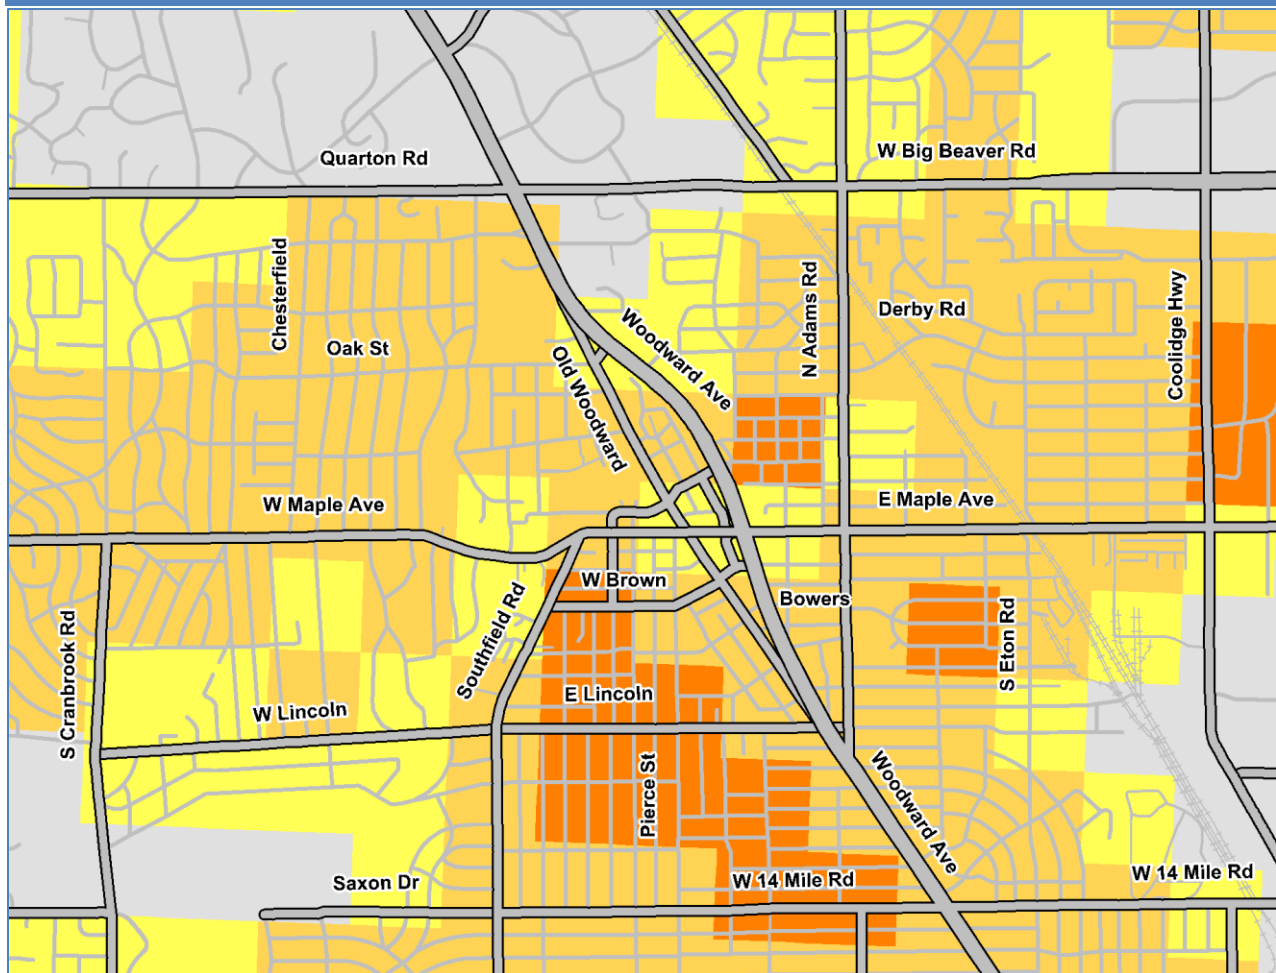 Quarton Rd
W Big Beaver Rd
Chesterfield
N Adams Rd
Coolidge Hwy
Derby Rd
Woodward Ave
Oak St
Old Woodward
W Maple Ave
E Maple Ave
W Brown
Bowers
S Cranbrook Rd
Southfield Rd
S Eton Rd
E Lincoln
W Lincoln
Pierce St
Woodward Ave
Saxon Dr
W 14 Mile Rd
W 14 Mile Rd